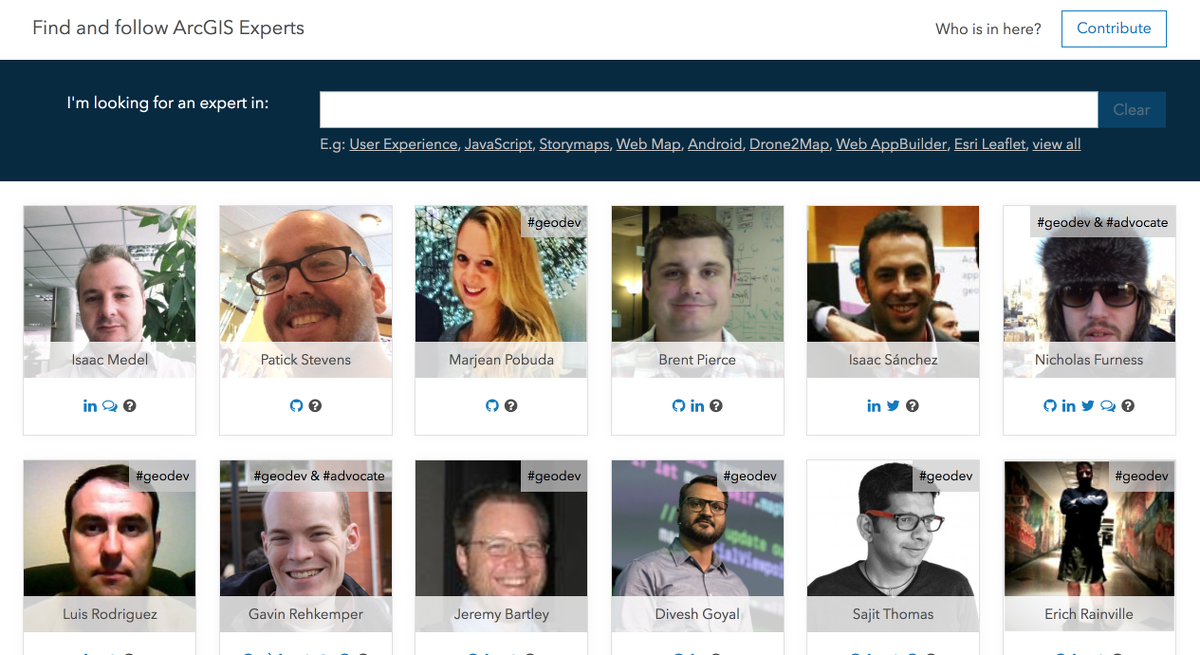 Find and follow ArcGIS Experts
Who is in here?
Contribute
I'm looking for an expert in:
Clear
E.g: User Experience, JavaScript, Storymaps, Web Map, Android, Drone2Map, Web AppBuilder, Esri Leaflet, view all
#geodev
#geodev & #advocate
Isaac Medel
Patick Stevens
Marjean Pobuda
Brent Pierce
Isaac Sánchez
Nicholas Furness
#geodev
#geodev & #advocate
#geodev
#geodev
#geodev
#geodev
Luis Rodriguez
Gavin Rehkemper
Jeremy Bartley
Divesh Goyal
Sajit Thomas
Erich Rainville